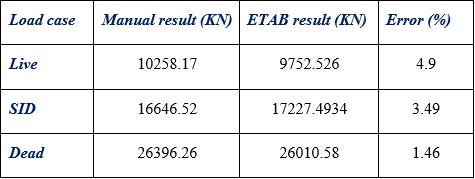 Load case Manual result (KN) ETAB result (KN) Error (%)
Live 10258.17 9752.526 4.9
SID 16646.52 17227.4934 3.49
Dead 26396.26 26010.58 1.46